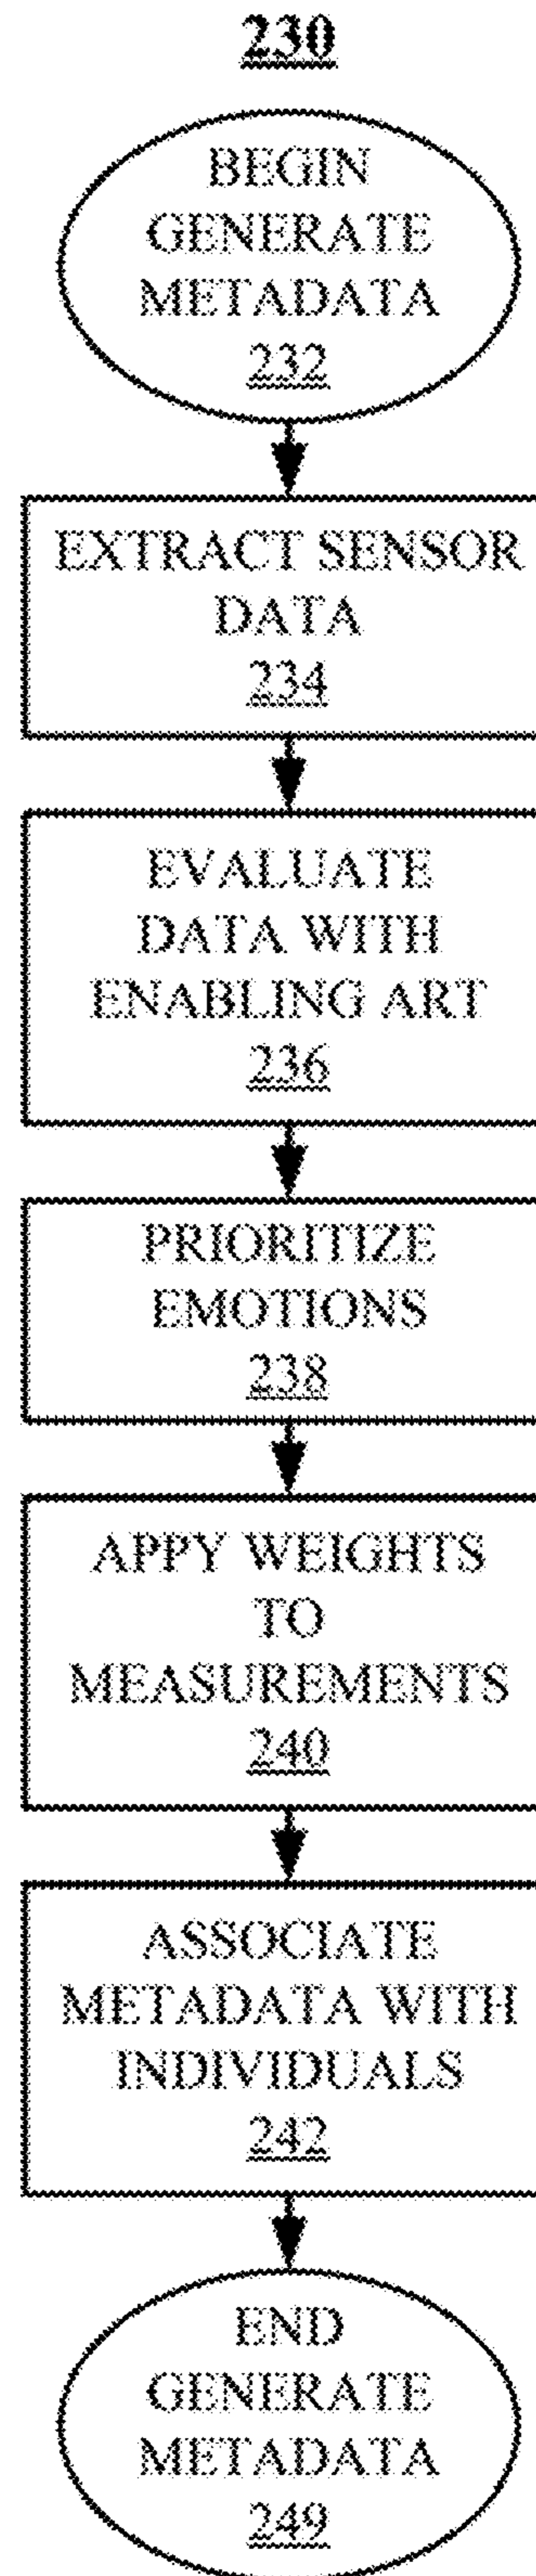 230
BEGIN
GENERATE
METADATA
232
EXTRACT SENSOR
DATA
234
EVALUATE
DATA WITH
ENABLING ART
236
PRIORITIZE
EMOTIONS
238
APPY WEIGHTS
TO
MEASUREMENTS
240
ASSOCIATE
METADATA WITH
INDIVIDUALS
242
END
GENERATE
METADATA
249